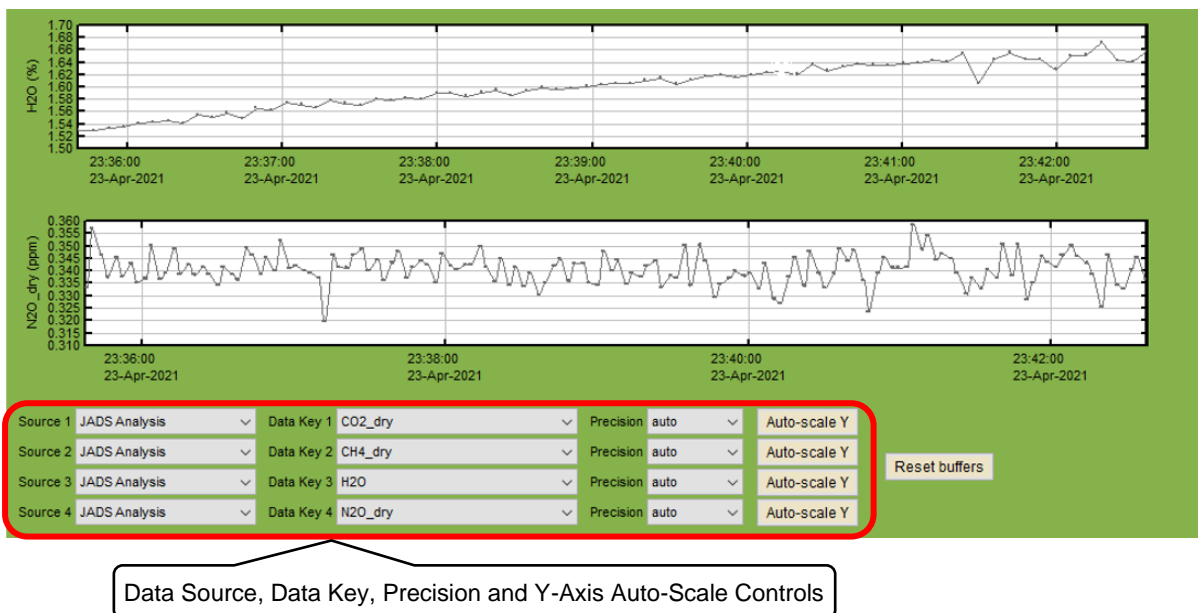 H2O (%)
1.70
1.68
1.66
1.64
1.62
1.60
1.58
1.56
1.54
1.52
1.50
23:36:00 23:37:00 23:38:00 23:39:00 23:40:00 23:41:00 23:42:00
23-Apr-2021 23-Apr-2021 23-Apr-2021 23-Apr-2021 23-Apr-2021 23-Apr-2021 23-Apr-2021
N2O_dry (ppm)
0.360
0.355
0.350
0.345
0.340
0.335
0.330
0.325
0.320
0.315
0.310
23:36:00 23:38:00 23:40:00 23:42:00
23-Apr-2021 23-Apr-2021 23-Apr-2021 23-Apr-2021
Source 1 JADS Analysis Data Key 1 CO2_dry Precision auto Auto-scale Y
Source 2 JADS Analysis Data Key 2 CH4_dry Precision auto Auto-scale Y
Reset buffers
Source 3 JADS Analysis Data Key 3 H2O Precision auto Auto-scale Y
Source 4 JADS Analysis Data Key 4 N2O_dry Precision auto Auto-scale Y
Data Source, Data Key, Precision and Y-Axis Auto-Scale Controls